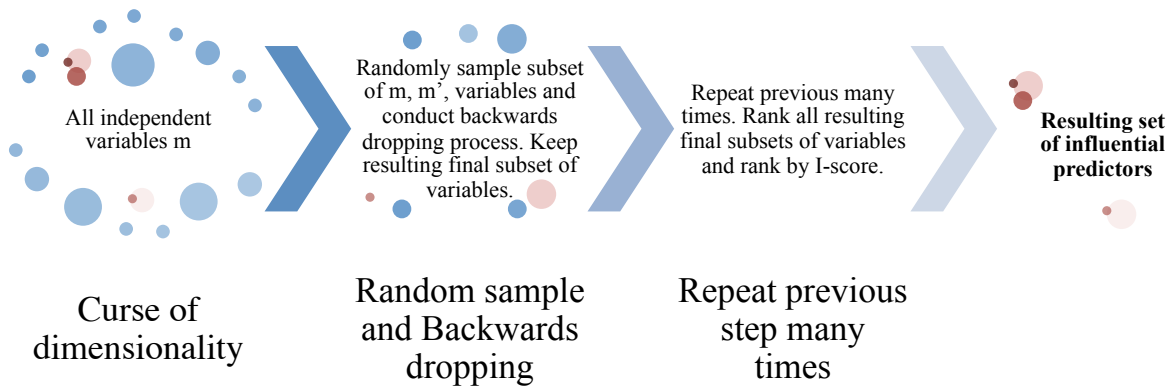 All independent
variables m
Randomly sample subset
of m, m’, variables and
conduct backwards
dropping process. Keep
resulting final subset of
variables.
Repeat previous many
times. Rank all resulting
final subsets of variables
and rank by I-score.
Resulting set
of influential
predictors
Curse of
dimensionality
Random sample
and Backwards
dropping
Repeat previous
step many
times